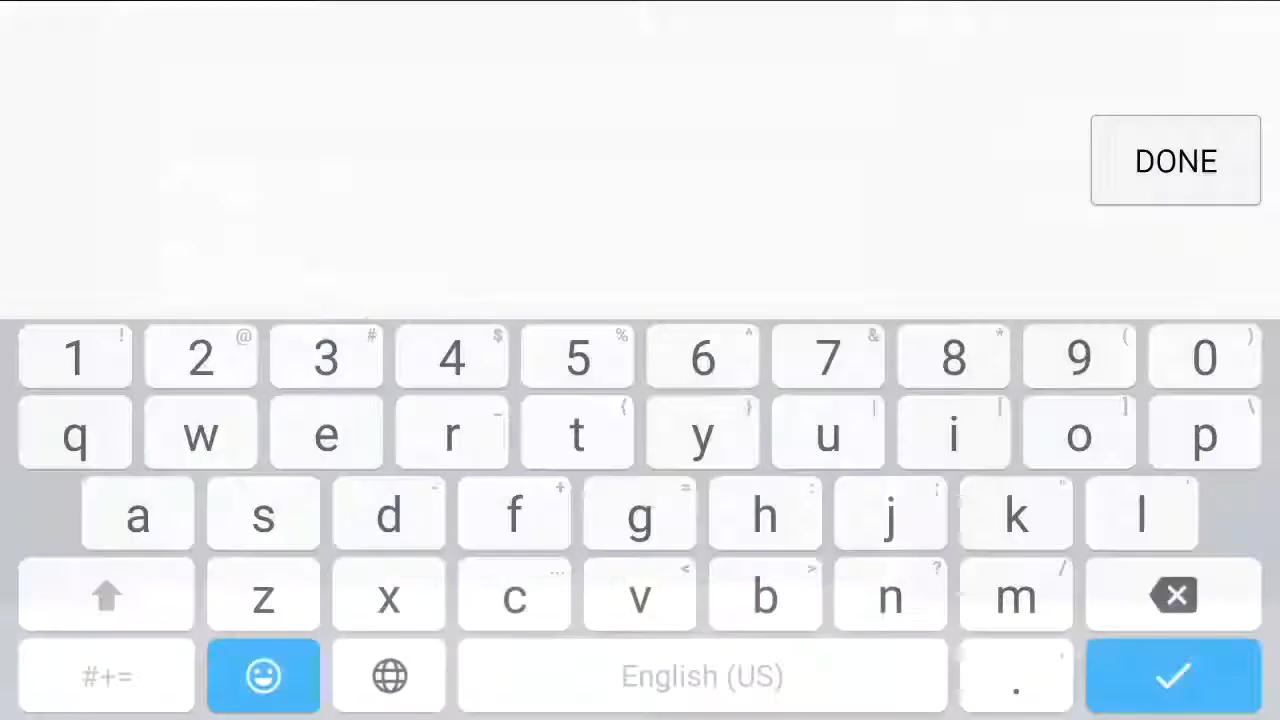 DONE
1 ! 2 @ 3 # 4 $ 5 % 6 ^ 7 & 8 * 9 ( 0 )
q w e r _ t { y } u | i [ o ] p \
a s d - f + g = h : j ; k " l '
z x c ... v < b > n ? m /
#+= English (US) . '